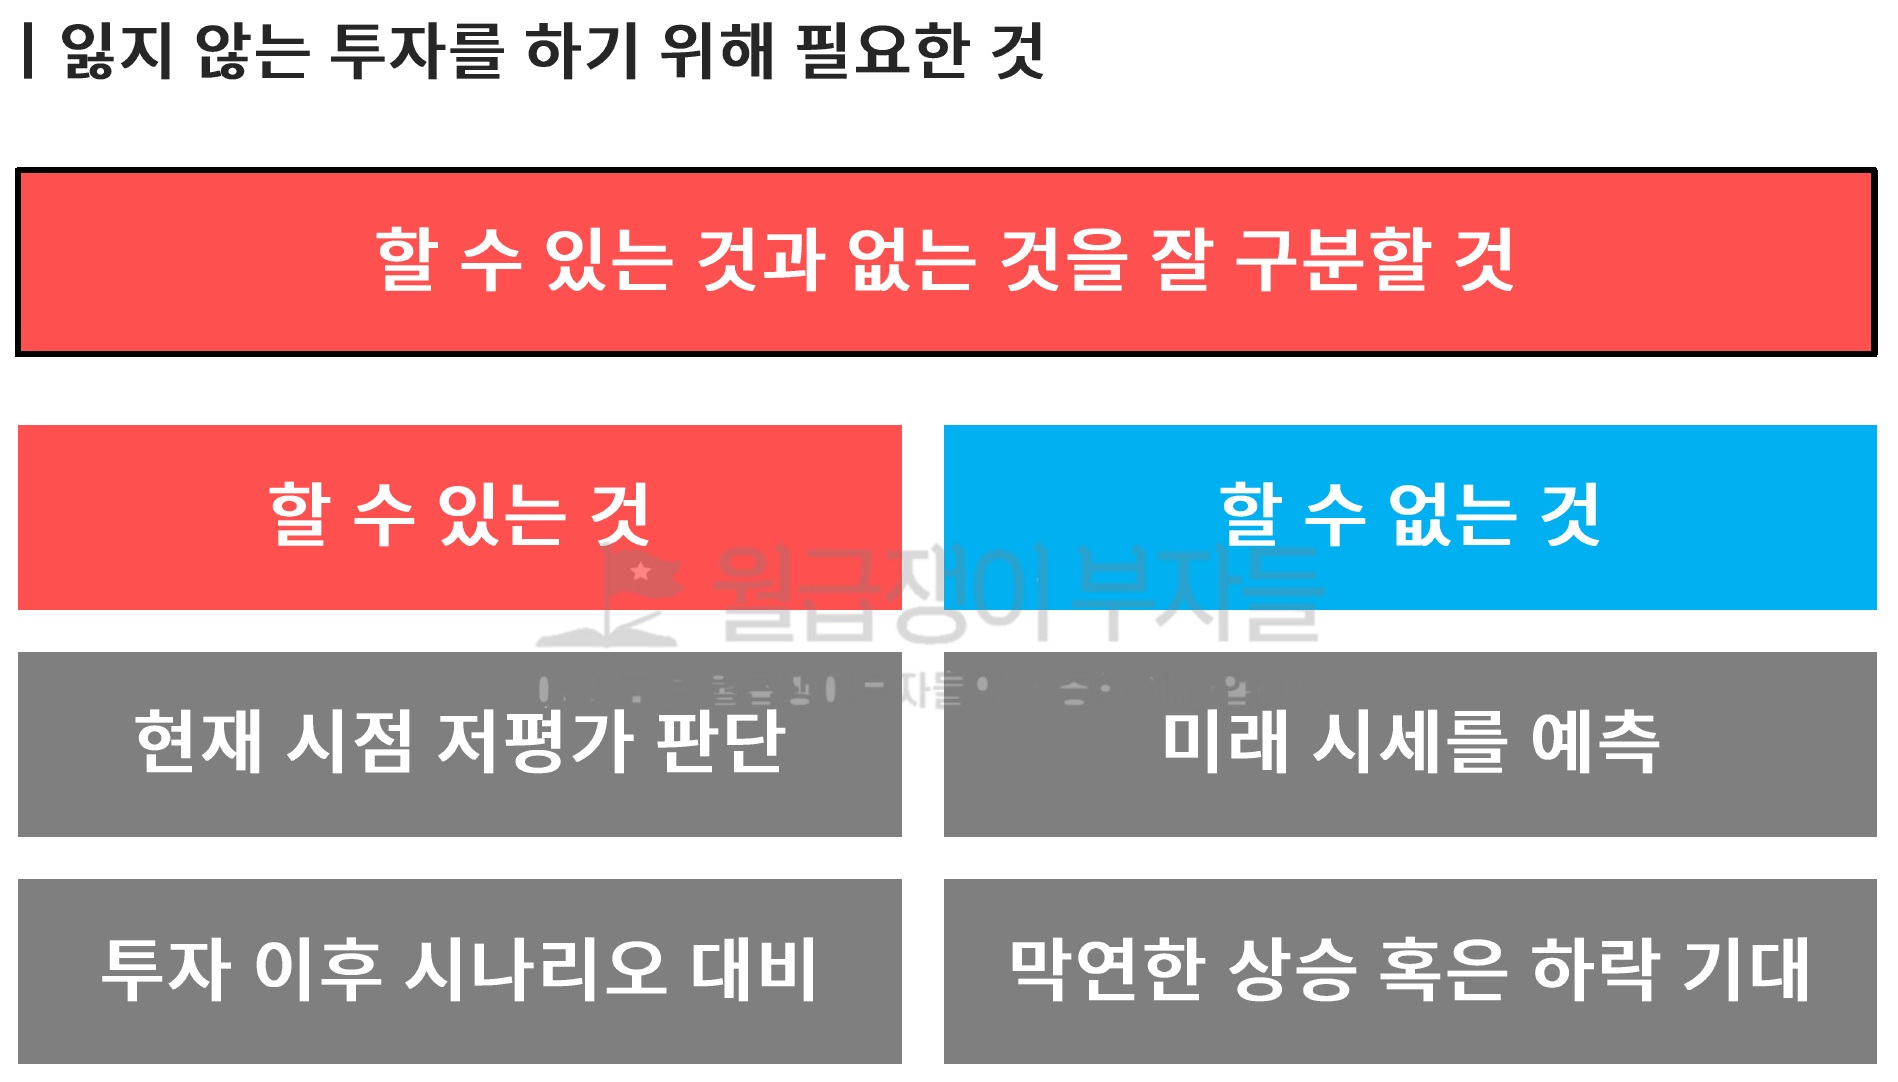 | 잃지 않는 투자를 하기 위해 필요한 것
할 수 있는 것과 없는 것을 잘 구분할 것
할 수 있는 것
할 수 없는 것
월급쟁이 부자들
현재 시점 저평가 판단
미래 시세를 예측
투자 이후 시나리오 대비
막연한 상승 혹은 하락 기대